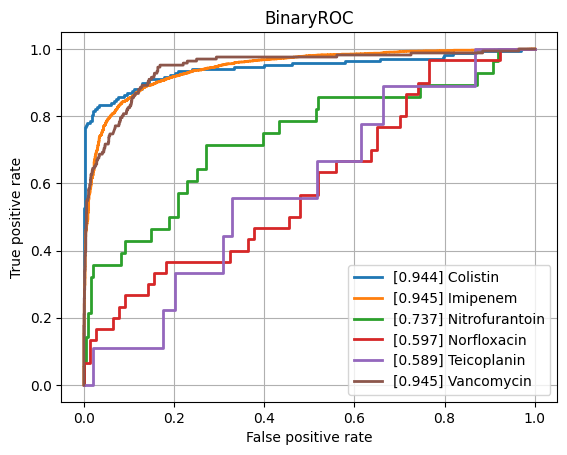 BinaryROC
True positive rate
1.0
0.8
0.6
0.4
0.2
0.0
[0.944] Colistin
[0.945] Imipenem
[0.737] Nitrofurantoin
[0.597] Norfloxacin
[0.589] Teicoplanin
[0.945] Vancomycin
0.0 0.2 0.4 0.6 0.8 1.0
False positive rate